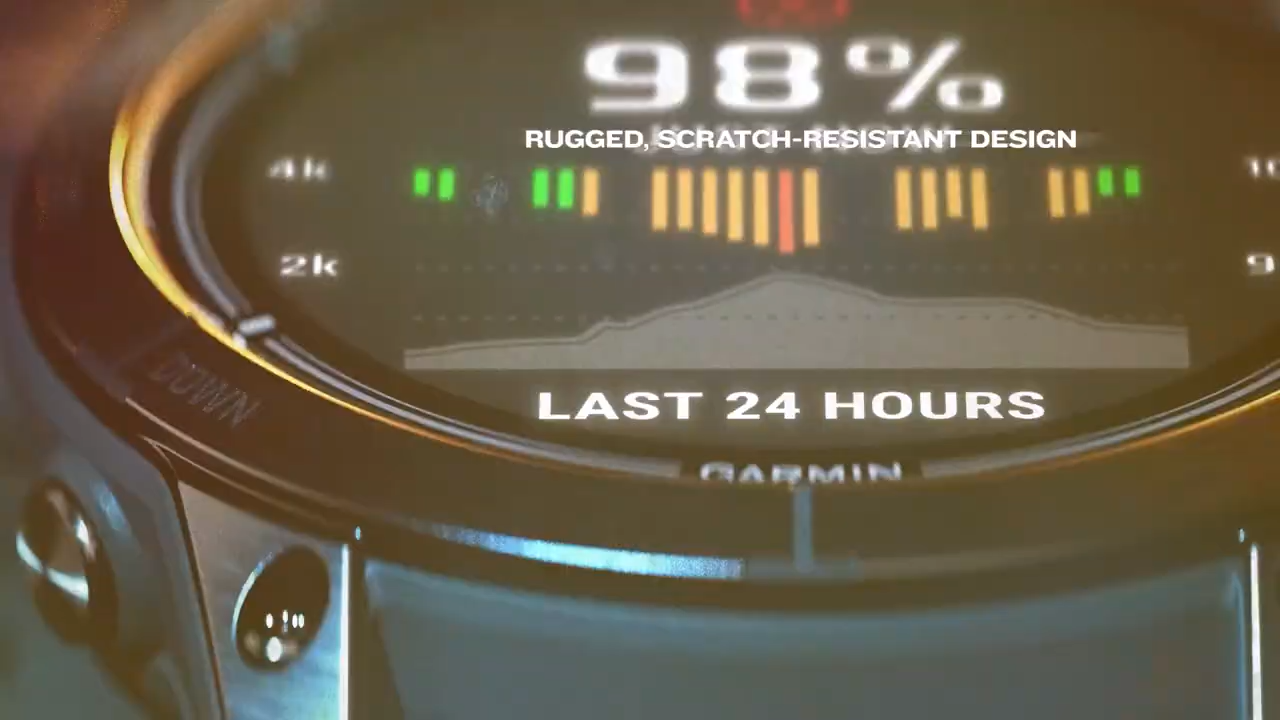 98%
RUGGED, SCRATCH-RESISTANT DESIGN
4k
2k
LAST 24 HOURS
GARMIN
DOWN